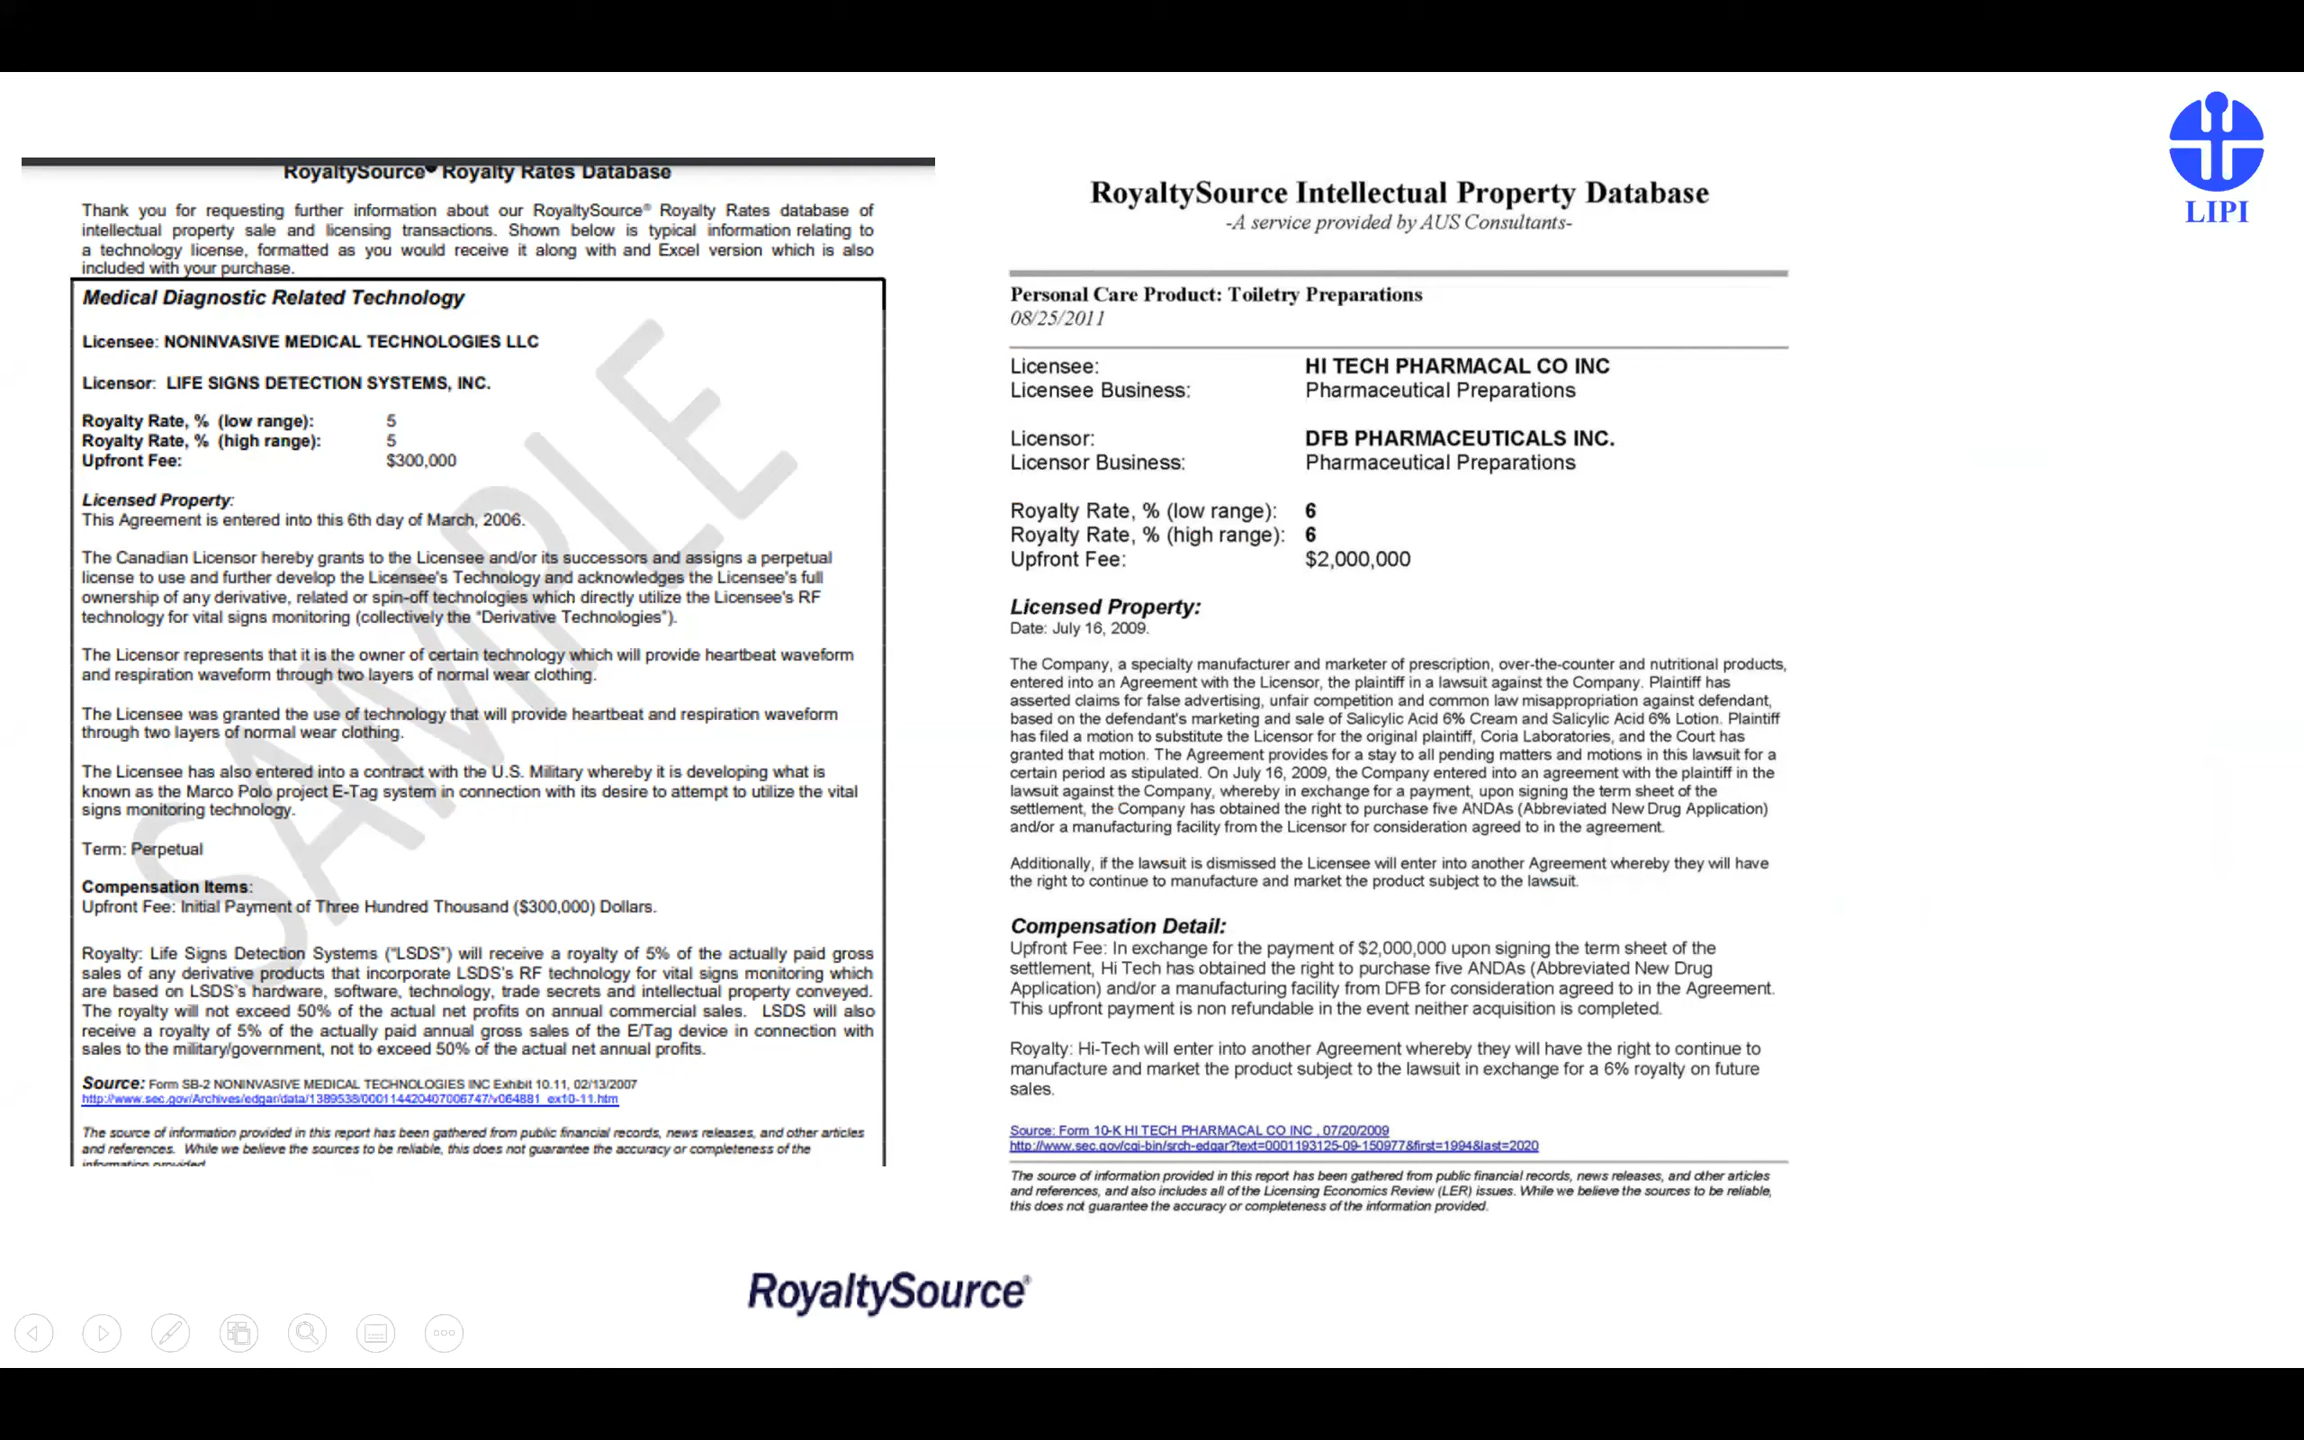 RoyaltySource® Royalty Rates Database
Thank you for requesting further information about our RoyaltySource® Royalty Rates database of
intellectual property sale and licensing transactions. Shown below is typical information relating to
a technology license, formatted as you would receive it along with and Excel version which is also
included with your purchase.
Medical Diagnostic Related Technology
Licensee: NONINVASIVE MEDICAL TECHNOLOGIES LLC
Licensor: LIFE SIGNS DETECTION SYSTEMS, INC.
Royalty Rate, % (low range): 5
Royalty Rate, % (high range): 5
Upfront Fee: $300,000
Licensed Property:
This Agreement is entered into this 6th day of March, 2006.
The Canadian Licensor hereby grants to the Licensee and/or its successors and assigns a perpetual
license to use and further develop the Licensee's Technology and acknowledges the Licensee's full
ownership of any derivative, related or spin-off technologies which directly utilize the Licensee's RF
technology for vital signs monitoring (collectively the "Derivative Technologies").
The Licensor represents that it is the owner of certain technology which will provide heartbeat waveform
and respiration waveform through two layers of normal wear clothing.
The Licensee was granted the use of technology that will provide heartbeat and respiration waveform
through two layers of normal wear clothing.
The Licensee has also entered into a contract with the U.S. Military whereby it is developing what is
known as the Marco Polo project E-Tag system in connection with its desire to attempt to utilize the vital
signs monitoring technology.
Term: Perpetual
Compensation Items:
Upfront Fee: Initial Payment of Three Hundred Thousand ($300,000) Dollars.
Royalty: Life Signs Detection Systems ("LSDS") will receive a royalty of 5% of the actually paid gross
sales of any derivative products that incorporate LSDS's RF technology for vital signs monitoring which
are based on LSDS's hardware, software, technology, trade secrets and intellectual property conveyed.
The royalty will not exceed 50% of the actual net profits on annual commercial sales. LSDS will also
receive a royalty of 5% of the actually paid annual gross sales of the E/Tag device in connection with
sales to the military/government, not to exceed 50% of the actual net annual profits.
Source: Form SB-2 NONINVASIVE MEDICAL TECHNOLOGIES INC Exhibit 10.11, 02/13/2007
http://www.sec.gov/Archives/edgar/data/1389538/000114420407006747/v064881_ex10-11.htm
The source of information provided in this report has been gathered from public financial records, news releases, and other articles
and references. While we believe the sources to be reliable, this does not guarantee the accuracy or completeness of the
information provided
SAMPLE
RoyaltySource Intellectual Property Database
-A service provided by AUS Consultants-
Personal Care Product: Toiletry Preparations
08/25/2011
Licensee: HI TECH PHARMACAL CO INC
Licensee Business: Pharmaceutical Preparations
Licensor: DFB PHARMACEUTICALS INC.
Licensor Business: Pharmaceutical Preparations
Royalty Rate, % (low range): 6
Royalty Rate, % (high range): 6
Upfront Fee: $2,000,000
Licensed Property:
Date: July 16, 2009.
The Company, a specialty manufacturer and marketer of prescription, over-the-counter and nutritional products,
entered into an Agreement with the Licensor, the plaintiff in a lawsuit against the Company. Plaintiff has
asserted claims for false advertising, unfair competition and common law misappropriation against defendant,
based on the defendant's marketing and sale of Salicylic Acid 6% Cream and Salicylic Acid 6% Lotion. Plaintiff
has filed a motion to substitute the Licensor for the original plaintiff, Coria Laboratories, and the Court has
granted that motion. The Agreement provides for a stay to all pending matters and motions in this lawsuit for a
certain period as stipulated. On July 16, 2009, the Company entered into an agreement with the plaintiff in the
lawsuit against the Company, whereby in exchange for a payment, upon signing the term sheet of the
settlement, the Company has obtained the right to purchase five ANDAs (Abbreviated New Drug Application)
and/or a manufacturing facility from the Licensor for consideration agreed to in the agreement.
Additionally, if the lawsuit is dismissed the Licensee will enter into another Agreement whereby they will have
the right to continue to manufacture and market the product subject to the lawsuit.
Compensation Detail:
Upfront Fee: In exchange for the payment of $2,000,000 upon signing the term sheet of the
settlement, Hi Tech has obtained the right to purchase five ANDAs (Abbreviated New Drug
Application) and/or a manufacturing facility from DFB for consideration agreed to in the Agreement.
This upfront payment is non refundable in the event neither acquisition is completed.
Royalty: Hi-Tech will enter into another Agreement whereby they will have the right to continue to
manufacture and market the product subject to the lawsuit in exchange for a 6% royalty on future
sales.
Source: Form 10-K HI TECH PHARMACAL CO INC , 07/20/2009
http://www.sec.gov/cgi-bin/srch-edgar?text=0001193125-09-150977&first=1994&last=2020
The source of information provided in this report has been gathered from public financial records, news releases, and other articles
and references, and also includes all of the Licensing Economics Review (LER) issues. While we believe the sources to be reliable,
this does not guarantee the accuracy or completeness of the information provided.
LIPI
RoyaltySource®